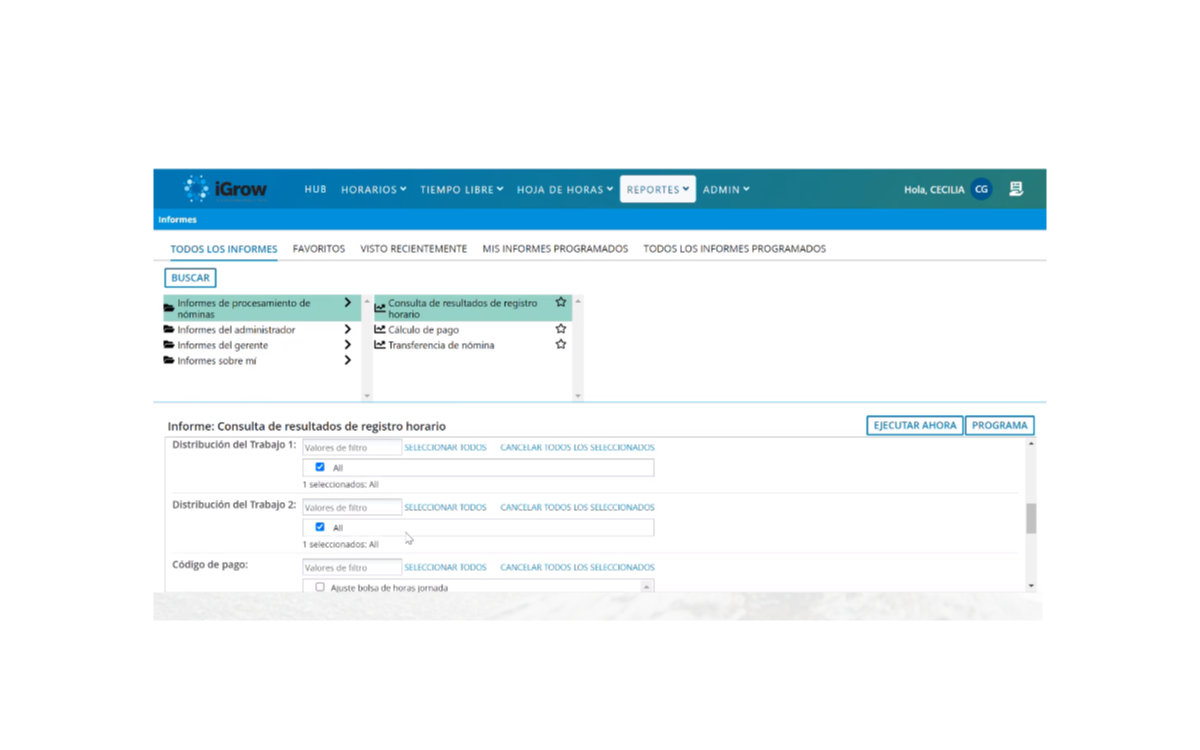 iGrow HUB HORARIOS TIEMPO LIBRE HOJA DE HORAS REPORTES ADMIN Hola, CECILIA CG
Informes
TODOS LOS INFORMES FAVORITOS VISTO RECIENTEMENTE MIS INFORMES PROGRAMADOS TODOS LOS INFORMES PROGRAMADOS
BUSCAR
Informes de procesamiento de
nóminas
Informes del administrador
Informes del gerente
Informes sobre mí
Consulta de resultados de registro
horario
Cálculo de pago
Transferencia de nómina
Informe: Consulta de resultados de registro horario EJECUTAR AHORA PROGRAMA
Distribución del Trabajo 1: Valores de filtro SELECCIONAR TODOS CANCELAR TODOS LOS SELECCIONADOS
All
1 seleccionados: All
Distribución del Trabajo 2: Valores de filtro SELECCIONAR TODOS CANCELAR TODOS LOS SELECCIONADOS
All
1 seleccionados: All
Código de pago: Valores de filtro SELECCIONAR TODOS CANCELAR TODOS LOS SELECCIONADOS
Ajuste bolsa de horas jornada